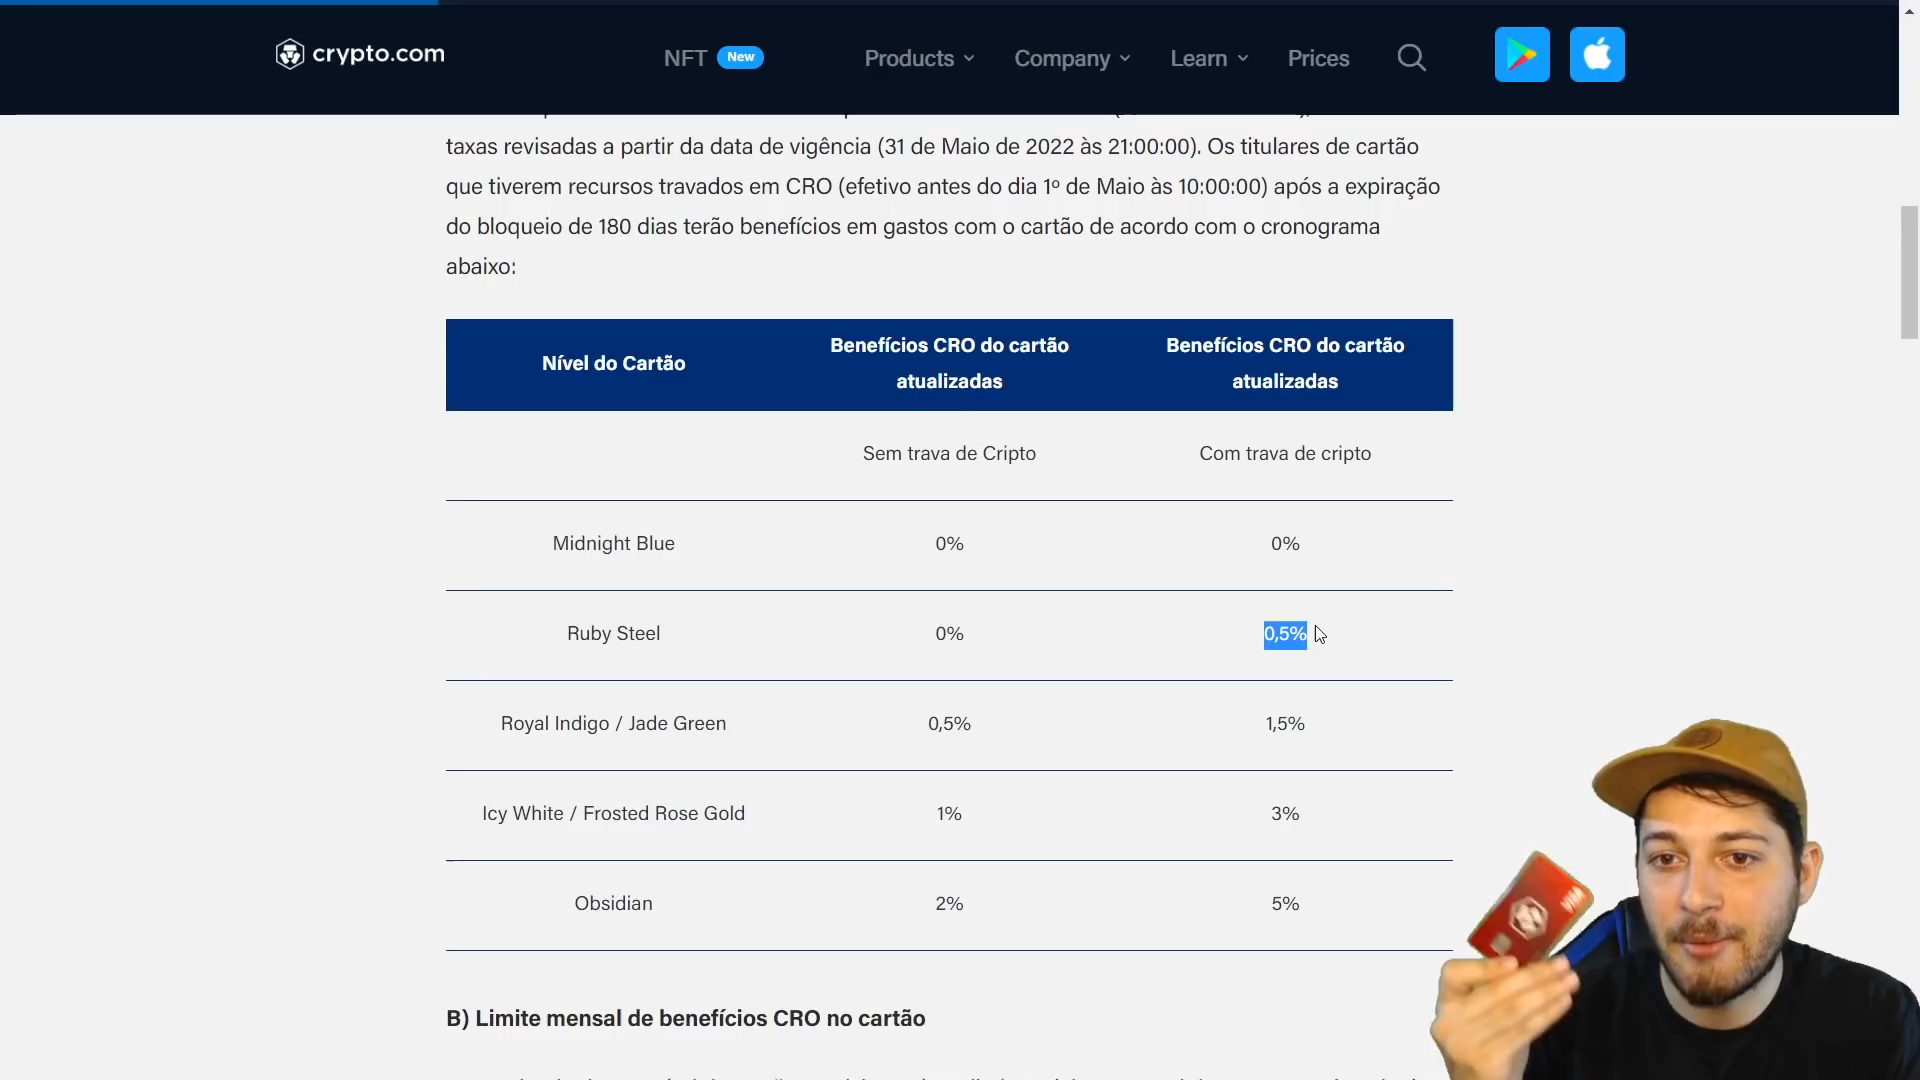 crypto.com
NFT New Products Company Learn Prices
taxas revisadas a partir da data de vigência (31 de Maio de 2022 às 21:00:00). Os titulares de cartão
que tiverem recursos travados em CRO (efetivo antes do dia 1º de Maio às 10:00:00) após a expiração
do bloqueio de 180 dias terão benefícios em gastos com o cartão de acordo com o cronograma
abaixo:
Nível do Cartão
Benefícios CRO do cartão
atualizadas
Benefícios CRO do cartão
atualizadas
Sem trava de Cripto Com trava de cripto
Midnight Blue 0% 0%
Ruby Steel 0% 0,5%
Royal Indigo / Jade Green 0,5% 1,5%
Icy White / Frosted Rose Gold 1% 3%
Obsidian 2% 5%
B) Limite mensal de benefícios CRO no cartão